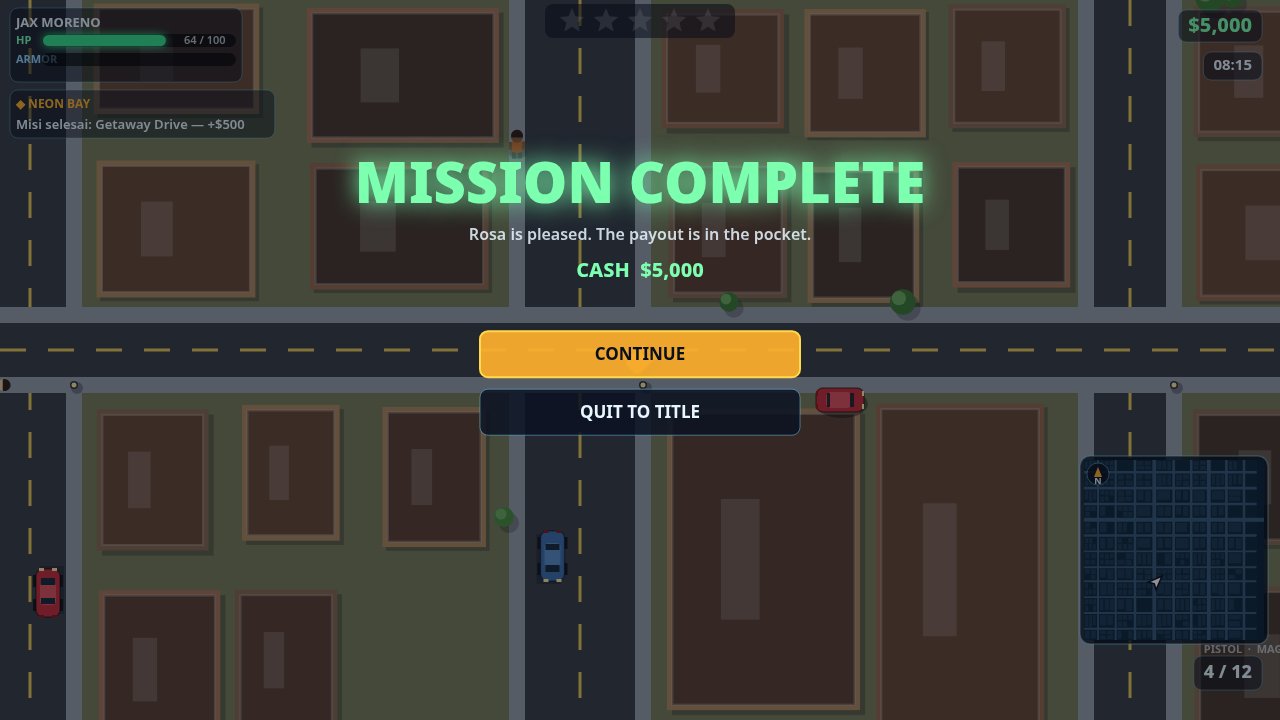 JAX MORENO
HP 64 / 100
ARMOR
$5,000
08:15
◆ NEON BAY
Misi selesai: Getaway Drive — +$500
MISSION COMPLETE
Rosa is pleased. The payout is in the pocket.
CASH $5,000
CONTINUE
QUIT TO TITLE
N
PISTOL · MAG
4 / 12